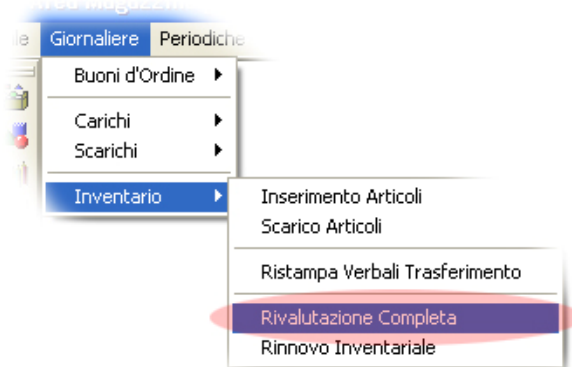 Giornaliere Periodiche
Buoni d'Ordine
Carichi
Scarichi
Inventario
Inserimento Articoli
Scarico Articoli
Ristampa Verbali Trasferimento
Rivalutazione Completa
Rinnovo Inventariale